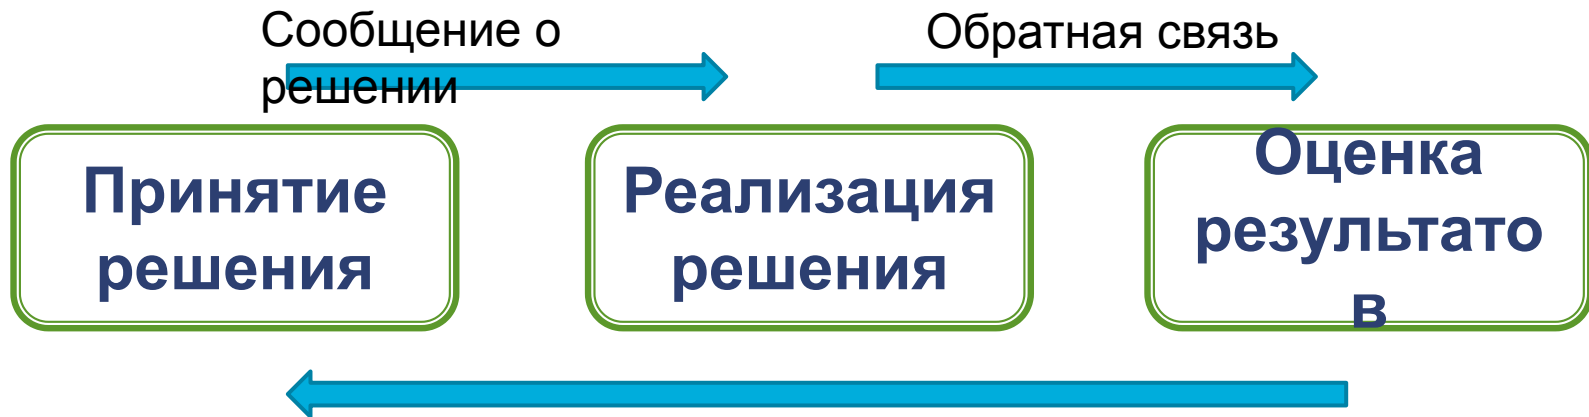 Сообщение о
решении
Обратная связь
Принятие
решения
Реализация
решения
Оценка
результато
в